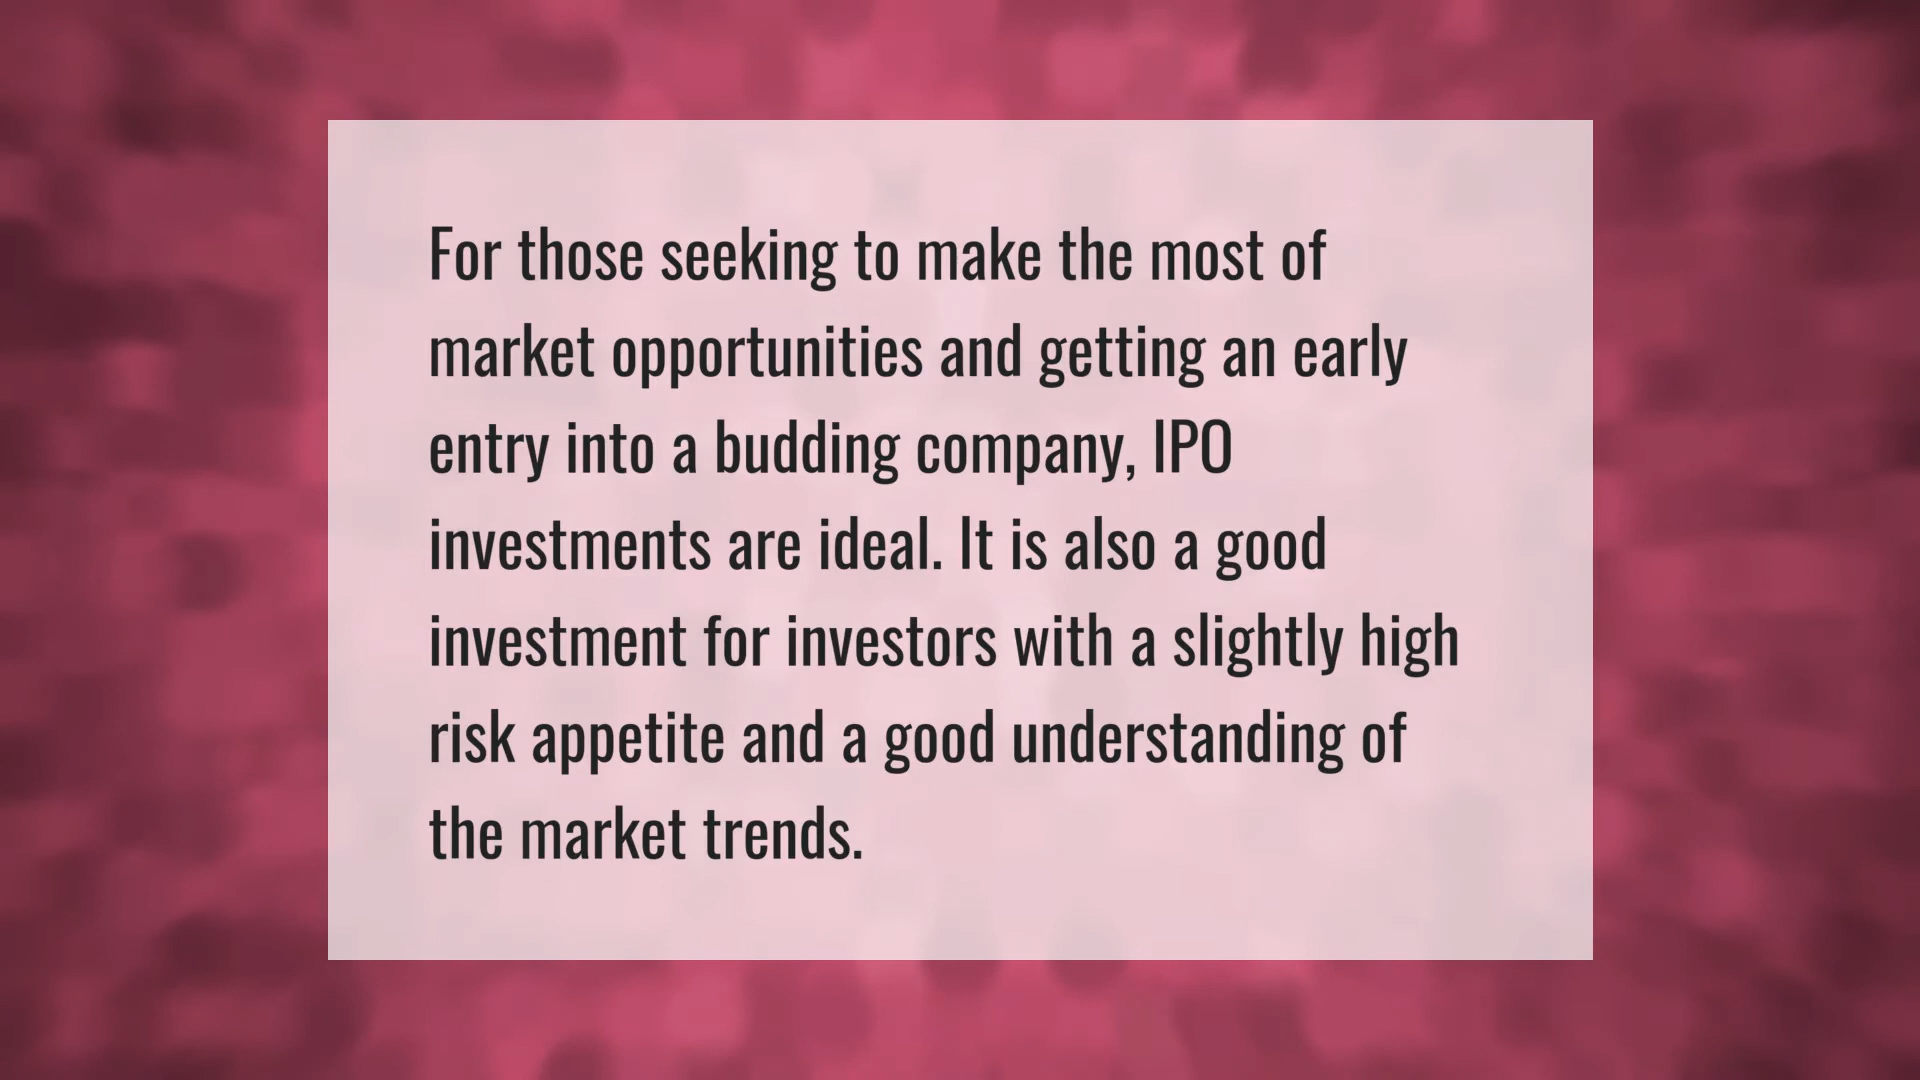 For those seeking to make the most of
market opportunities and getting an early
entry into a budding company, IPO
investments are ideal. It is also a good
investment for investors with a slightly high
risk appetite and a good understanding of
the market trends.